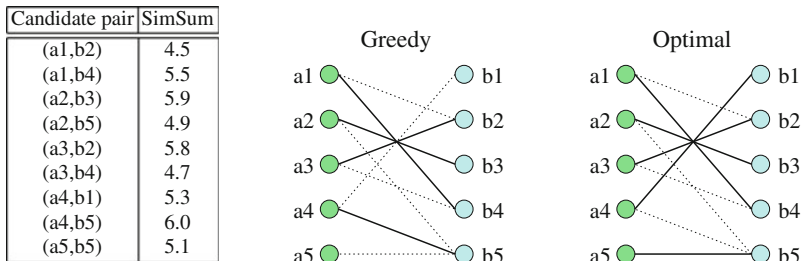 Candidate pair SimSum
(a1,b2) 4.5
(a1,b4) 5.5
(a2,b3) 5.9
(a2,b5) 4.9
(a3,b2) 5.8
(a3,b4) 4.7
(a4,b1) 5.3
(a4,b5) 6.0
(a5,b5) 5.1
Greedy
a1 b1
a2 b2
a3 b3
a4 b4
a5 b5
Optimal
a1 b1
a2 b2
a3 b3
a4 b4
a5 b5